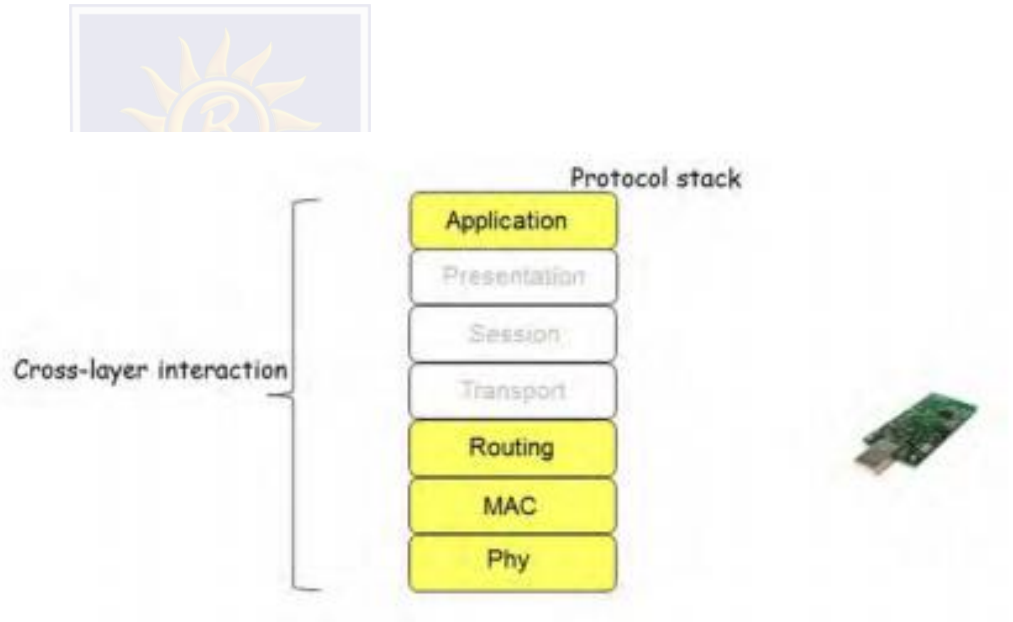 R
Protocol stack
Application
Presentation
Session
Transport
Cross-layer interaction
Routing
MAC
Phy